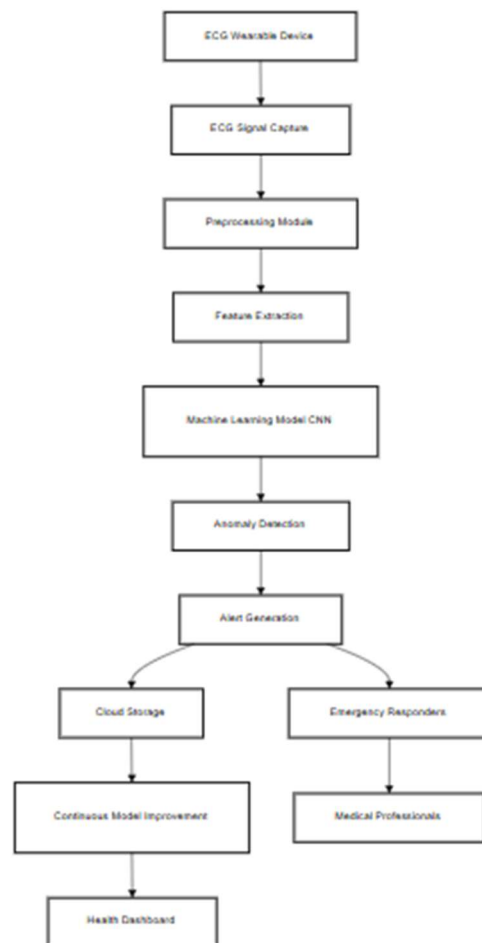 ECG Wearable Device
ECG Signal Capture
Preprocessing Module
Feature Extraction
Machine Learning Model CNN
Anomaly Detection
Alert Generation
Cloud Storage
Emergency Responders
Continuous Model Improvement
Medical Professionals
Health Dashboard